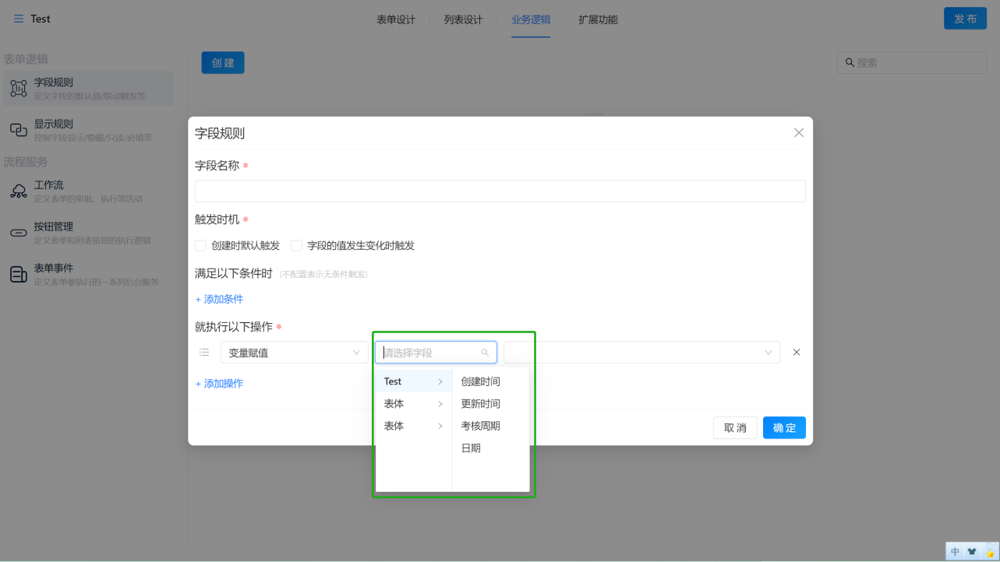 Test
表单设计
列表设计
业务逻辑
扩展功能
发布
表单逻辑
字段规则
定义字段的默认值/联动触发等
显示规则
控制字段显示/隐藏/只读/必填等
流程服务
工作流
定义表单的审批、执行等活动
按钮管理
定义表单和列表按钮的执行逻辑
表单事件
定义表单要执行的一系列后台服务
创建
搜索
字段规则
字段名称 *
触发时机 *
创建时默认触发 字段的值发生变化时触发
满足以下条件时 (不配置表示无条件触发)
+ 添加条件
就执行以下操作 *
变量赋值 请选择字段
+ 添加操作
Test 创建时间
表体 更新时间
表体 考核周期
日期
取消 确定
中